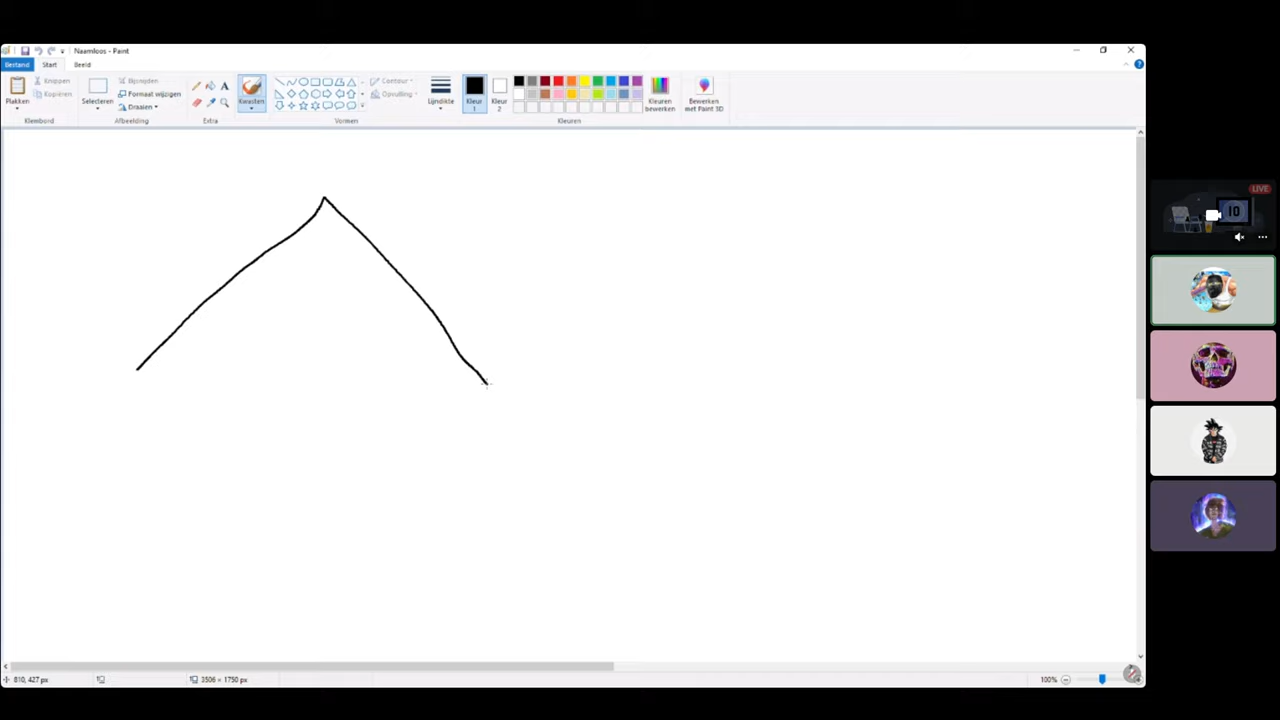 Naamloos - Paint
Bestand Start Beeld
Plakken
Knippen
Kopiëren
Klembord
Selecteren
Bijsnijden
Formaat wijzigen
Draaien
Afbeelding
A
Extra
Kwasten
Contour
Opvulling
Vormen
Lijndikte
Kleur 1
Kleur 2
Kleuren bewerken
Kleuren
Bewerken met Paint 3D
LIVE
10
810, 427 px
3506 × 1750 px
100%